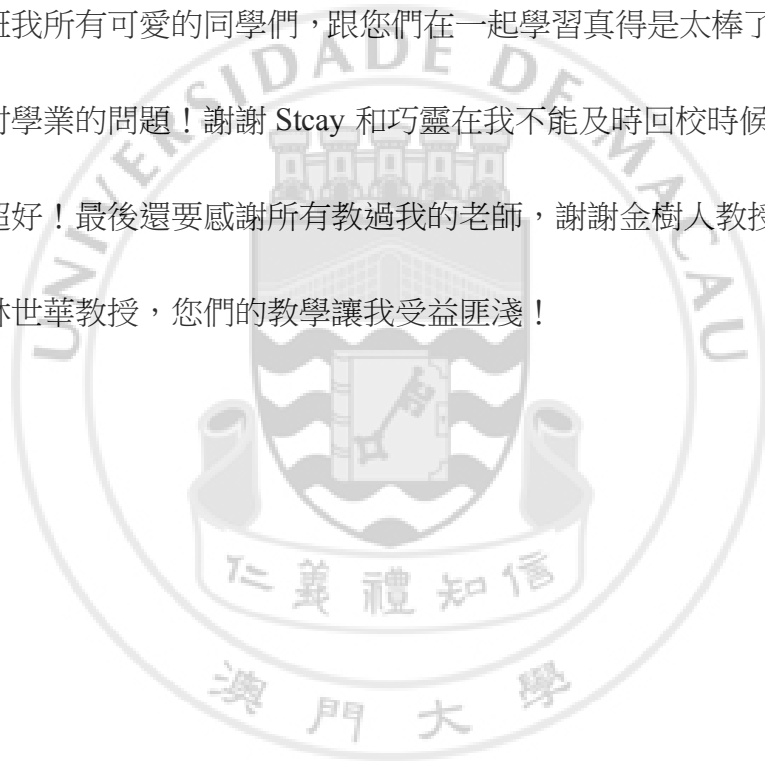 班我所有可愛的同學們，跟您們在一起學習真得是太棒了
討學業的問題！謝謝 Stcay 和巧靈在我不能及時回校時候
超好！最後還要感謝所有教過我的老師，謝謝金樹人教授
林世華教授，您們的教學讓我受益匪淺！
UNIVERSIDADE DE MACAU
仁義禮知信
澳門大學